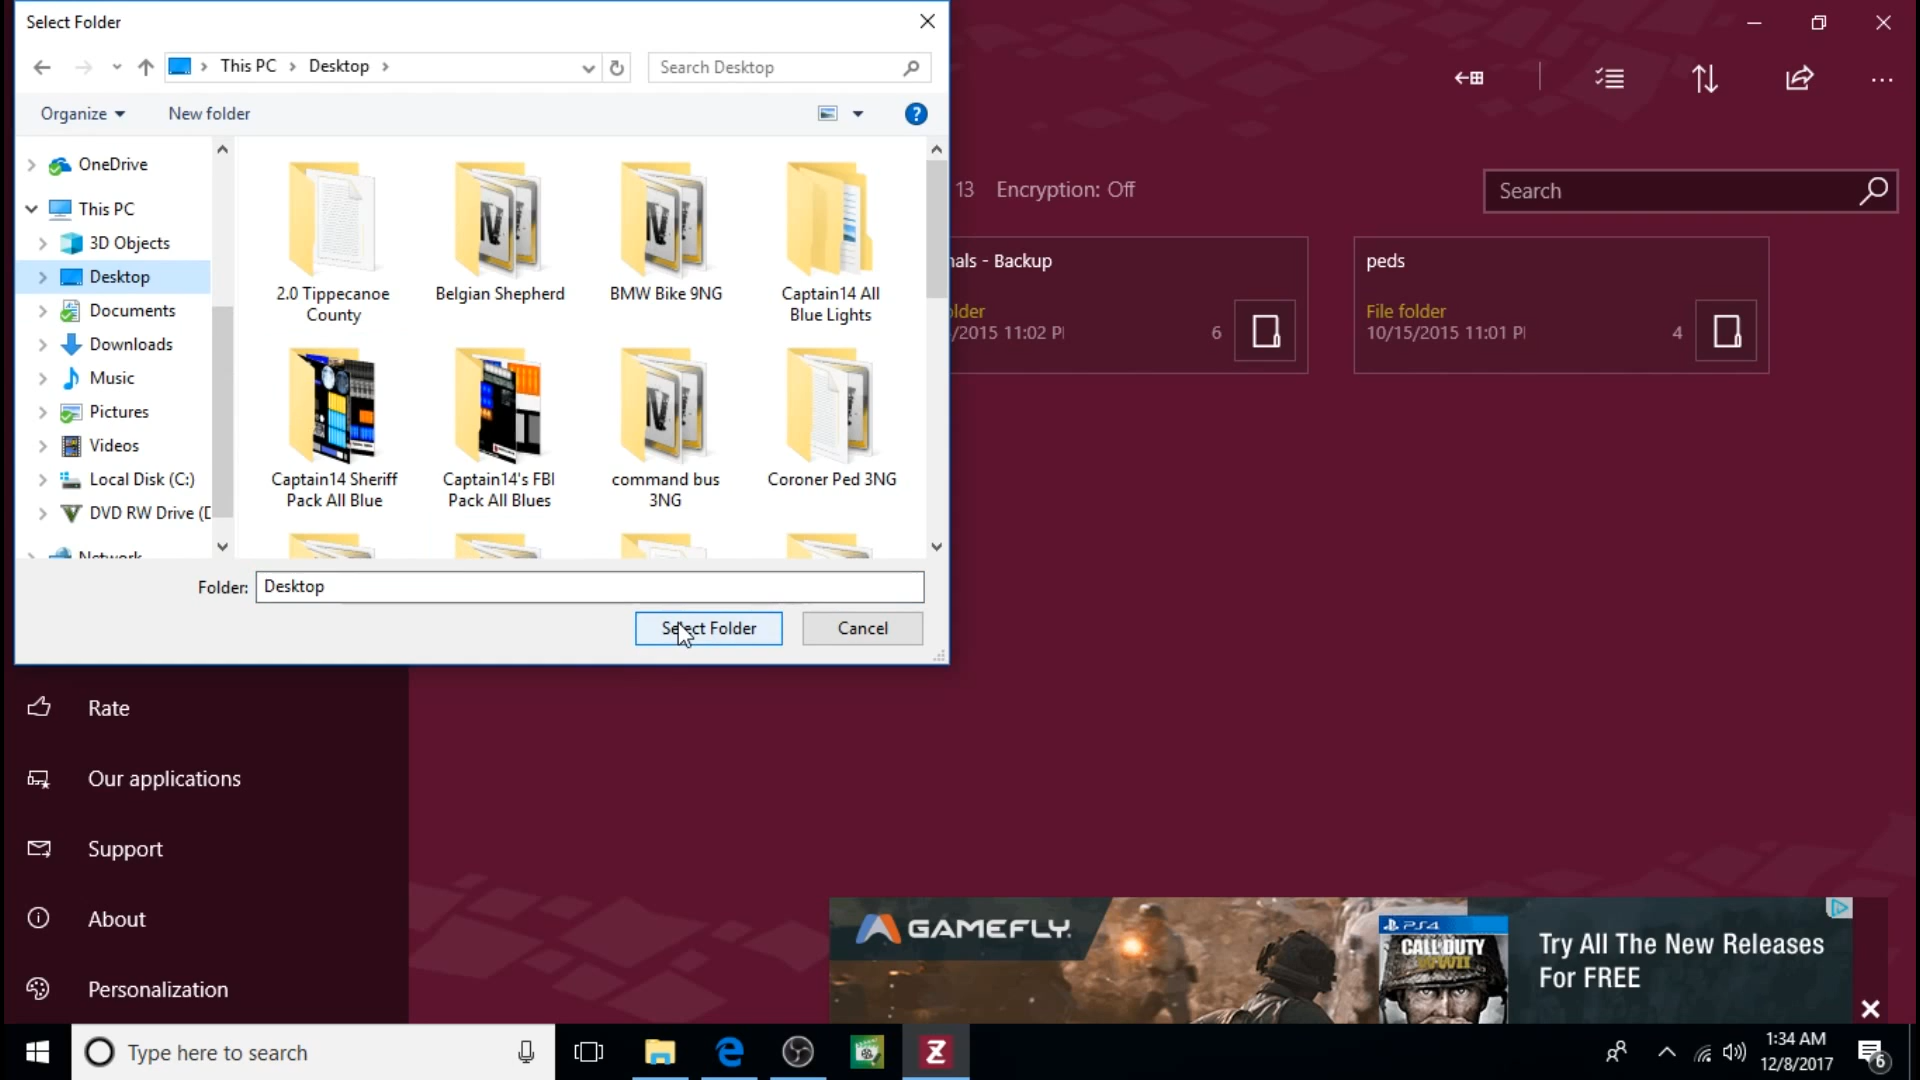 Select Folder
This PC
Desktop
Search Desktop
Organize
New folder
OneDrive
This PC
3D Objects
Desktop
Documents
Downloads
Music
Pictures
Videos
Local Disk (C:)
DVD RW Drive (D
Network
2.0 Tippecanoe
County
Belgian Shepherd
BMW Bike 9NG
Captain14 All
Blue Lights
Captain14 Sheriff
Pack All Blue
Captain14's FBI
Pack All Blues
command bus
3NG
Coroner Ped 3NG
Folder: Desktop
Select Folder
Cancel
13 Encryption: Off
Search
nals - Backup
older
/2015 11:02 P
6
peds
File folder
10/15/2015 11:01 P
4
Rate
Our applications
Support
About
Personalization
GAMEFLY.
PS4
CALL DUTY
WWII
Try All The New Releases
For FREE
Type here to search
1:34 AM
12/8/2017
6